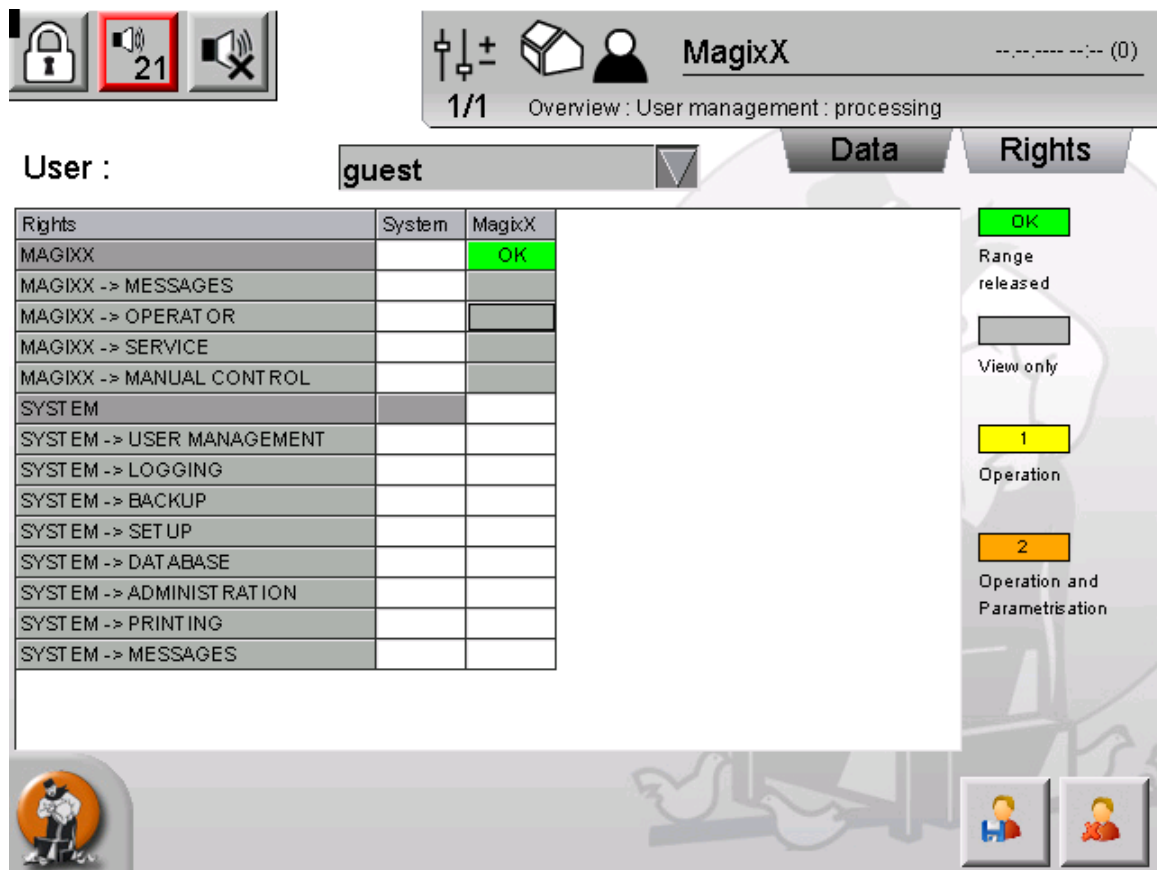 21
MagixX
--.--.---- --:-- (0)
1/1 Overview : User management : processing
User :
guest
Data
Rights
Rights System MagixX
MAGIXX OK
MAGIXX -> MESSAGES
MAGIXX -> OPERATOR
MAGIXX -> SERVICE
MAGIXX -> MANUAL CONTROL
SYSTEM
SYSTEM -> USER MANAGEMENT
SYSTEM -> LOGGING
SYSTEM -> BACKUP
SYSTEM -> SETUP
SYSTEM -> DATABASE
SYSTEM -> ADMINISTRATION
SYSTEM -> PRINTING
SYSTEM -> MESSAGES
OK
Range
released
View only
1
Operation
2
Operation and
Parametrisation